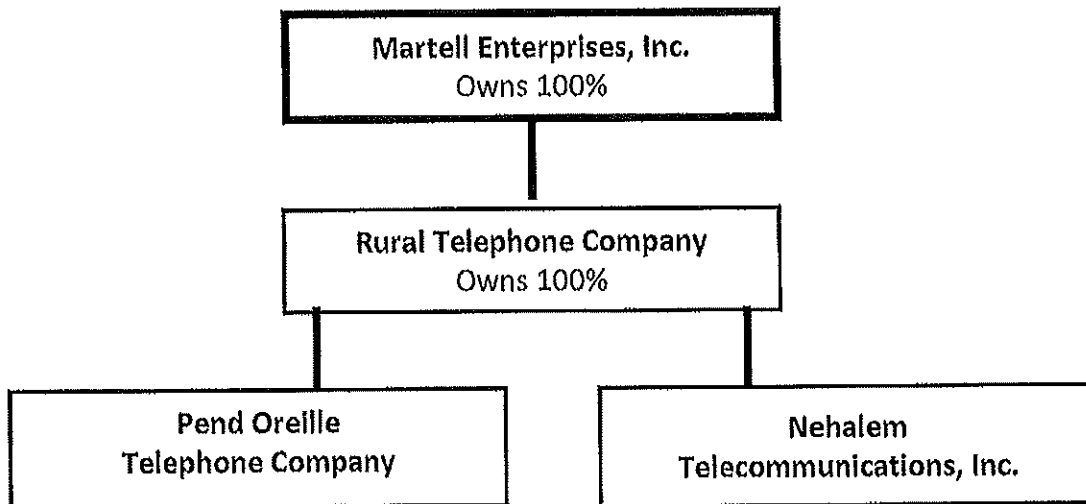 Martell Enterprises, Inc.
Owns 100%
Rural Telephone Company
Owns 100%
Pend Oreille
Telephone Company
Nehalem
Telecommunications, Inc.